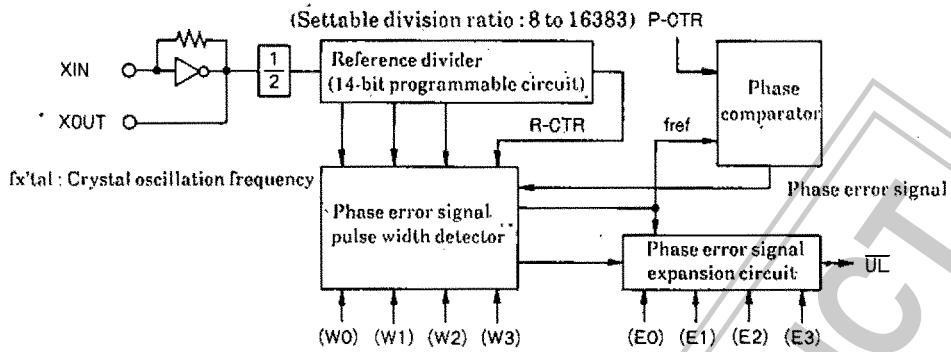 (Settable division ratio : 8 to 16383) P-CTR
XIN
1
2
Reference divider
(14-bit programmable circuit)
Phase
comparator
XOUT
R-CTR
fref
fx'tal : Crystal oscillation frequency
Phase error signal
Phase error signal
pulse width detector
Phase error signal
expansion circuit
UL
(W0) (W1) (W2) (W3)
(E0) (E1) (E2) (E3)